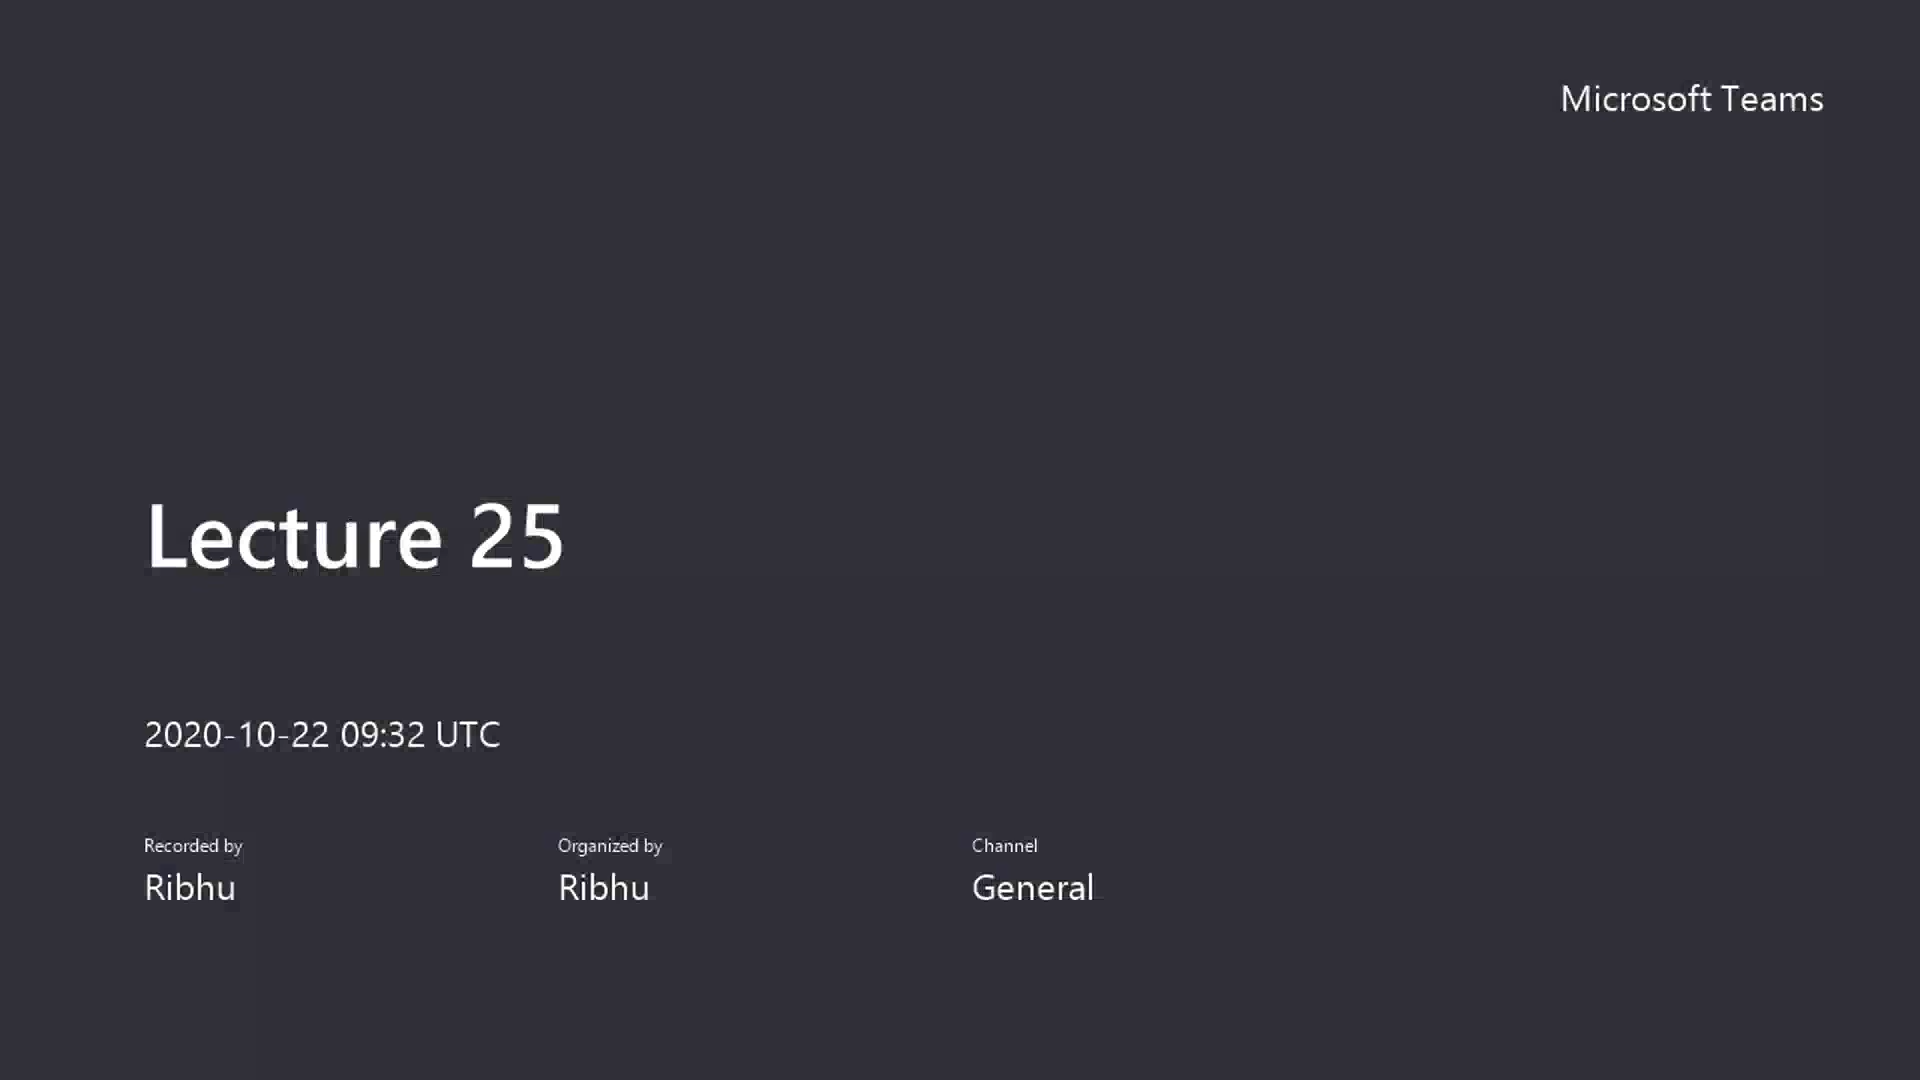 Microsoft Teams
Lecture 25
2020-10-22 09:32 UTC
Recorded by
Ribhu
Organized by
Ribhu
Channel
General